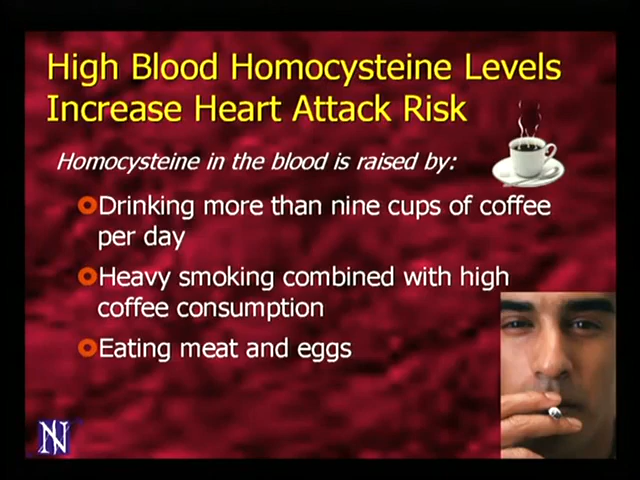 High Blood Homocysteine Levels
Increase Heart Attack Risk
Homocysteine in the blood is raised by:
Drinking more than nine cups of coffee
per day
Heavy smoking combined with high
coffee consumption
Eating meat and eggs
N